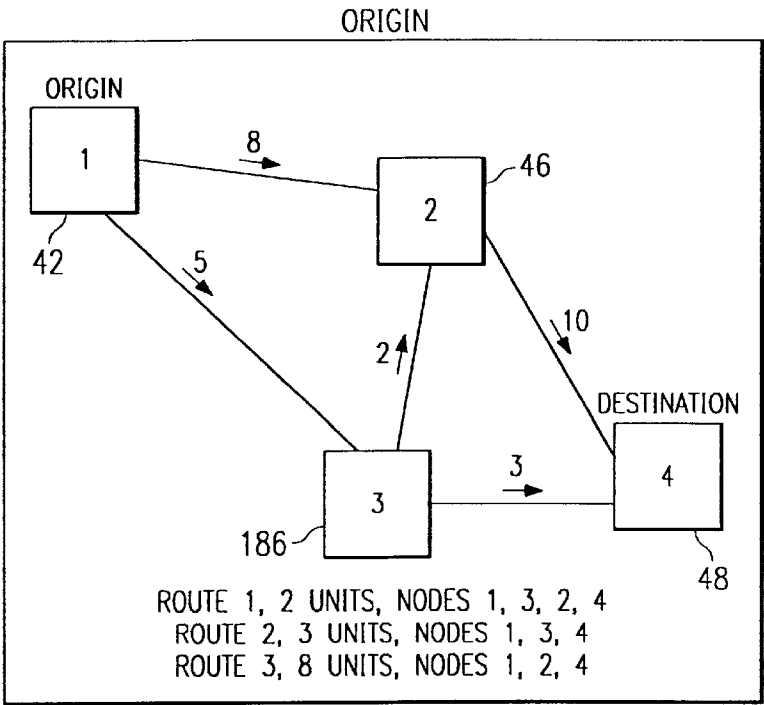 ORIGIN
ORIGIN
1
8
2
46
42
5
2
10
DESTINATION
3
3
4
186
48
ROUTE 1, 2 UNITS, NODES 1, 3, 2, 4
ROUTE 2, 3 UNITS, NODES 1, 3, 4
ROUTE 3, 8 UNITS, NODES 1, 2, 4